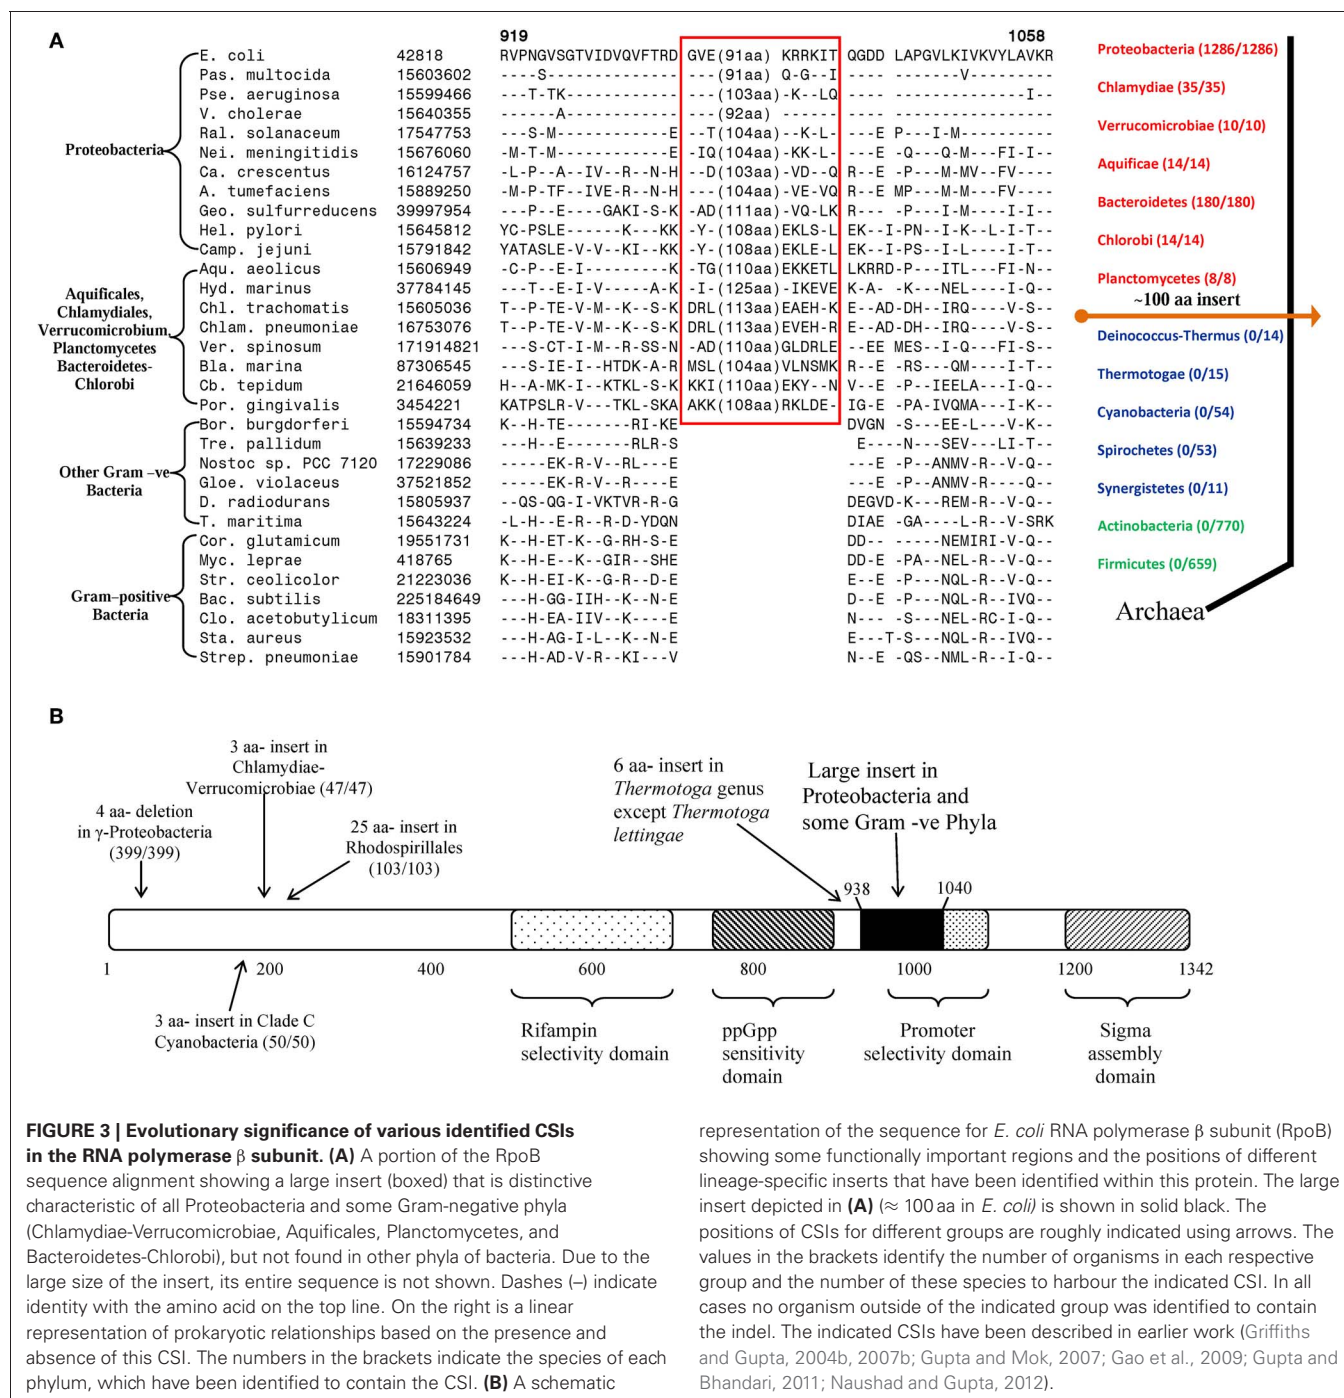 A
919 1058
E. coli 42818 RVPNGVSGTVIDVQVFTRD GVE(91aa) KRRKIT QGDD LAPGVLKIVKVYLAVKR
Pas. multocida 15603602 ----S-------------- ---(91aa) Q-G--I ---- ---------V-------
Pse. aeruginosa 15599466 ---T-TK------------ ---(103aa)-K--LQ ---- ---------------I--
V. cholerae 15640355 -----A------------- ---(92aa) ------ ---- -----------------
Ral. solanaceum 17547753 ---S-M------------E --T(104aa)--K-L- ---E P---I-M----------
Nei. meningitidis 15676060 -M-T-M------------E -IQ(104aa)-KK-L- ---E -Q---Q-M---FI-I--
Ca. crescentus 16124757 -L-P--A--IV--R--N-H --D(103aa)-VD--Q R--E -P---M-MV--FV----
A. tumefaciens 15889250 -M-P-TF--IVE-R--N-H ---(104aa)-VE-VQ R--E MP---M-M---FV----
Geo. sulfurreducens 39997954 ---P--E----GAKI-S-K -AD(111aa)-VQ-LK R--- -P---I-M----I-I--
Hel. pylori 15645812 YC-PSLE------K---KK -Y-(108aa)EKLS-L EK--I-PN--I-K--L-I-T--
Camp. jejuni 15791842 YATASLE-V-V--KI--KK -Y-(108aa)EKLE-L EK--I-PS--I-L----I-T--
Aqu. aeolicus 15606949 -C-P--E-I--------K -TG(110aa)EKKETL LKRRD-P---ITL---FI-N--
Hyd. marinus 37784145 ---P--E-I--V----A-K -I-(125aa)-IKEVE K-A- -K---NEL----I-Q--
Chl. trachomatis 15605036 T--P-TE-V-M--K--S-K DRL(113aa)EAEH-K E--AD-DH--IRQ----V-S--
Chlam. pneumoniae 16753076 T--P-TE-V-M--K--S-K DRL(113aa)EVEH-R E--AD-DH--IRQ----V-S--
Ver. spinosum 171914821 ---S-CT-I-M--R-SS-N -AD(110aa)GLDRLE --EE MES--I-Q---FI-S--
Bla. marina 87306545 ---S-IE-I--HTDK-A-R MSL(104aa)VLNSMK R--E -RS---QM----I-T--
Cb. tepidum 21646059 H--A-MK-I--KTKL-S-K KKI(110aa)EKY--N V--E -P--IEELA---I-Q--
Por. gingivalis 3454221 KATPSLR-V---TKL-SKA AKK(108aa)RKLDE- IG-E -PA-IVQMA---I-K--
Bor. burgdorferi 15594734 K--H-TE-------RI-KE DVGN -S---EE-L---V-K--
Tre. pallidum 15639233 ---H--E-------RLR-S E----N---SEV---LI-T--
Nostoc sp. PCC 7120 17229086 -----EK-R-V--RL---E ---E -P--ANMV-R--V-Q--
Gloe. violaceus 37521852 -----EK-R-V--R----E ---E -P--ANMV-R----Q--
D. radiodurans 15805937 --QS-QG-I-VKTVR-R-G DEGVD-K---REM-R--V-Q--
T. maritima 15643224 -L-H--E-R--R-D-YDQN DIAE -GA----L-R--V-SRK
Cor. glutamicum 19551731 K--H-ET-K--G-RH-S-E DD-- ----NEMIRI-V-Q--
Myc. leprae 418765 K--H-E-K--GIR--SHE DD-E -PA--NEL-R--V-Q--
Str. ceolicolor 21223036 K--H-EI-K--G-R--D-E E--E -P---NQL-R--V-Q--
Bac. subtilis 225184649 ---H-GG-IIH--K--N-E D--E -P---NQL-R--IVQ--
Clo. acetobutylicum 18311395 ---H-EA-IIV--K----E N--- -S---NEL-RC-I-Q--
Sta. aureus 15923532 ---H-AG-I-L--K--N-E E---T-S---NQL-R--IVQ--
Strep. pneumoniae 15901784 ---H-AD-V-R--KI---V N--E -QS--NML-R--I-Q--
Proteobacteria
Aquificales,
Chlamydiales,
Verrucomicrobium,
Planctomycetes
Bacteroidetes-
Chlorobi
Other Gram –ve
Bacteria
Gram–positive
Bacteria
Proteobacteria (1286/1286)
Chlamydiae (35/35)
Verrucomicrobiae (10/10)
Aquificae (14/14)
Bacteroidetes (180/180)
Chlorobi (14/14)
Planctomycetes (8/8)
~100 aa insert
Deinococcus-Thermus (0/14)
Thermotogae (0/15)
Cyanobacteria (0/54)
Spirochetes (0/53)
Synergistetes (0/11)
Actinobacteria (0/770)
Firmicutes (0/659)
Archaea
B
4 aa- deletion
in γ-Proteobacteria
(399/399)
3 aa- insert in
Chlamydiae-
Verrucomicrobiae (47/47)
25 aa- insert in
Rhodospirillales
(103/103)
6 aa- insert in
Thermotoga genus
except Thermotoga
lettingae
Large insert in
Proteobacteria and
some Gram -ve Phyla
938 1040
1 200 400 600 800 1000 1200 1342
3 aa- insert in Clade C
Cyanobacteria (50/50)
Rifampin
selectivity domain
ppGpp
sensitivity
domain
Promoter
selectivity domain
Sigma
assembly
domain
FIGURE 3 | Evolutionary significance of various identified CSIs
in the RNA polymerase β subunit. (A) A portion of the RpoB
sequence alignment showing a large insert (boxed) that is distinctive
characteristic of all Proteobacteria and some Gram-negative phyla
(Chlamydiae-Verrucomicrobiae, Aquificales, Planctomycetes, and
Bacteroidetes-Chlorobi), but not found in other phyla of bacteria. Due to the
large size of the insert, its entire sequence is not shown. Dashes (–) indicate
identity with the amino acid on the top line. On the right is a linear
representation of prokaryotic relationships based on the presence and
absence of this CSI. The numbers in the brackets indicate the species of each
phylum, which have been identified to contain the CSI. (B) A schematic
representation of the sequence for E. coli RNA polymerase β subunit (RpoB)
showing some functionally important regions and the positions of different
lineage-specific inserts that have been identified within this protein. The large
insert depicted in (A) (≈ 100 aa in E. coli) is shown in solid black. The
positions of CSIs for different groups are roughly indicated using arrows. The
values in the brackets identify the number of organisms in each respective
group and the number of these species to harbour the indicated CSI. In all
cases no organism outside of the indicated group was identified to contain
the indel. The indicated CSIs have been described in earlier work (Griffiths
and Gupta, 2004b, 2007b; Gupta and Mok, 2007; Gao et al., 2009; Gupta and
Bhandari, 2011; Naushad and Gupta, 2012).